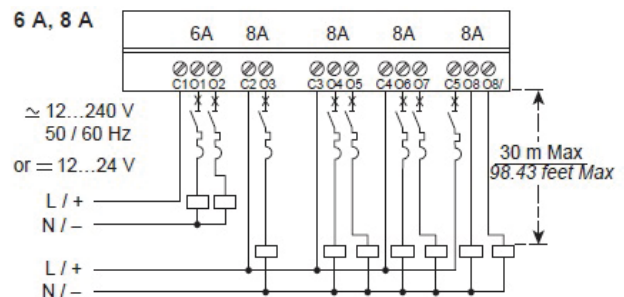 6 A, 8 A
6A 8A 8A 8A 8A
C1 O1 O2 C2 O3 C3 O4 O5 C4 O6 O7 C5 O8 O8/
≃ 12...240 V
50 / 60 Hz
or ⎓ 12...24 V
30 m Max
98.43 feet Max
L / +
N / –
L / +
N / –